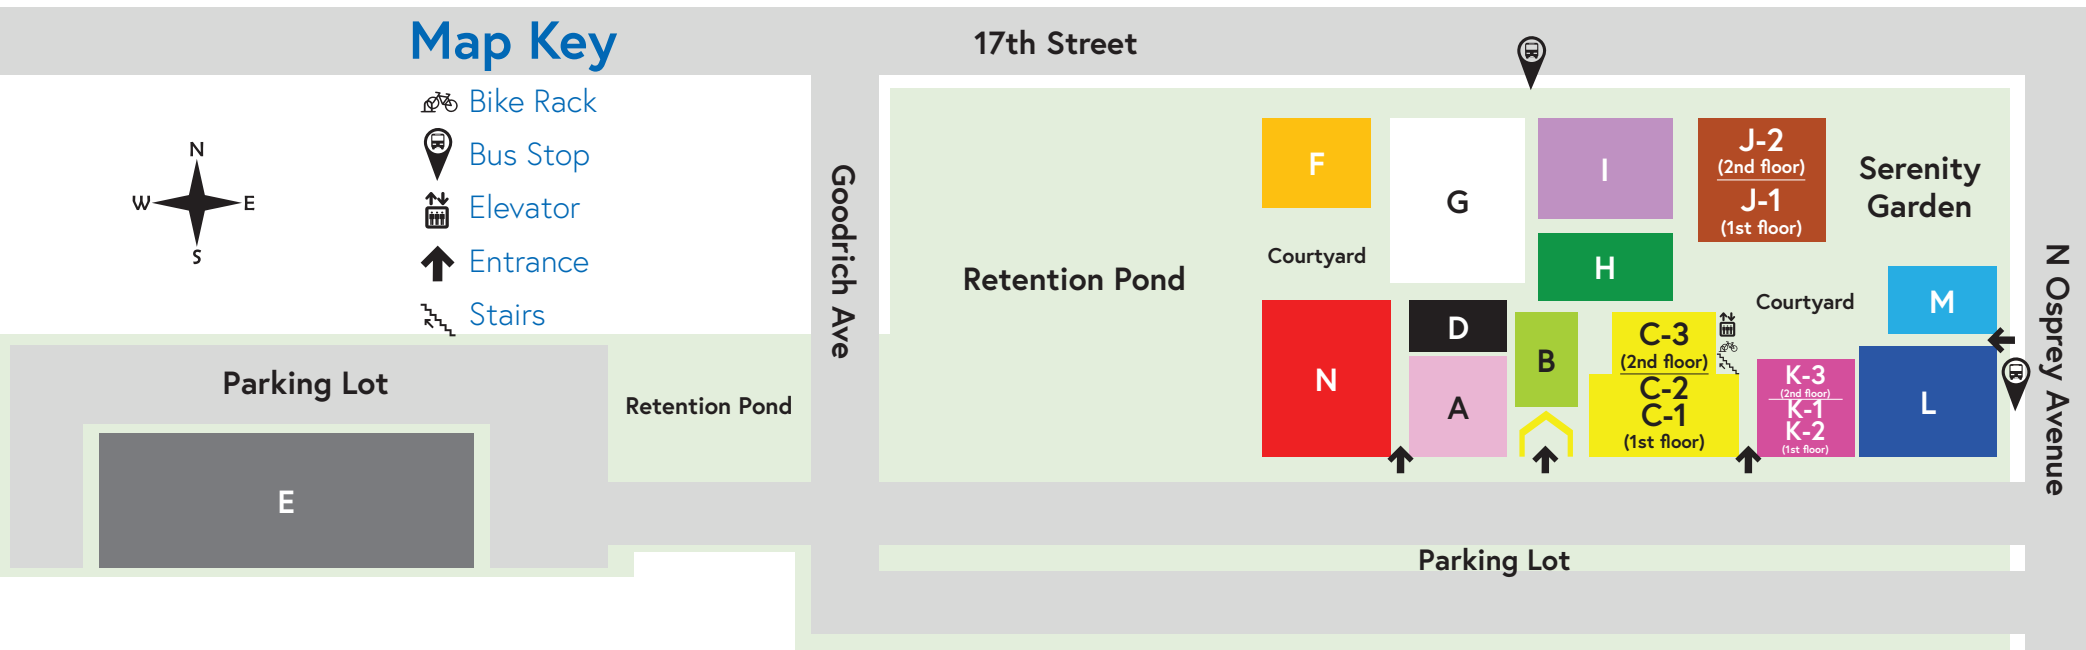 Map Key
Bike Rack
Bus Stop
Elevator
Entrance
Stairs
N
W
E
S
17th Street
Goodrich Ave
N Osprey Avenue
Parking Lot
E
Retention Pond
Retention Pond
F
Courtyard
G
I
H
J-2
(2nd floor)
J-1
(1st floor)
Serenity
Garden
Courtyard
M
N
D
A
B
C-3
(2nd floor)
C-2
C-1
(1st floor)
K-3
(2nd floor)
K-1
K-2
(1st floor)
L
Parking Lot